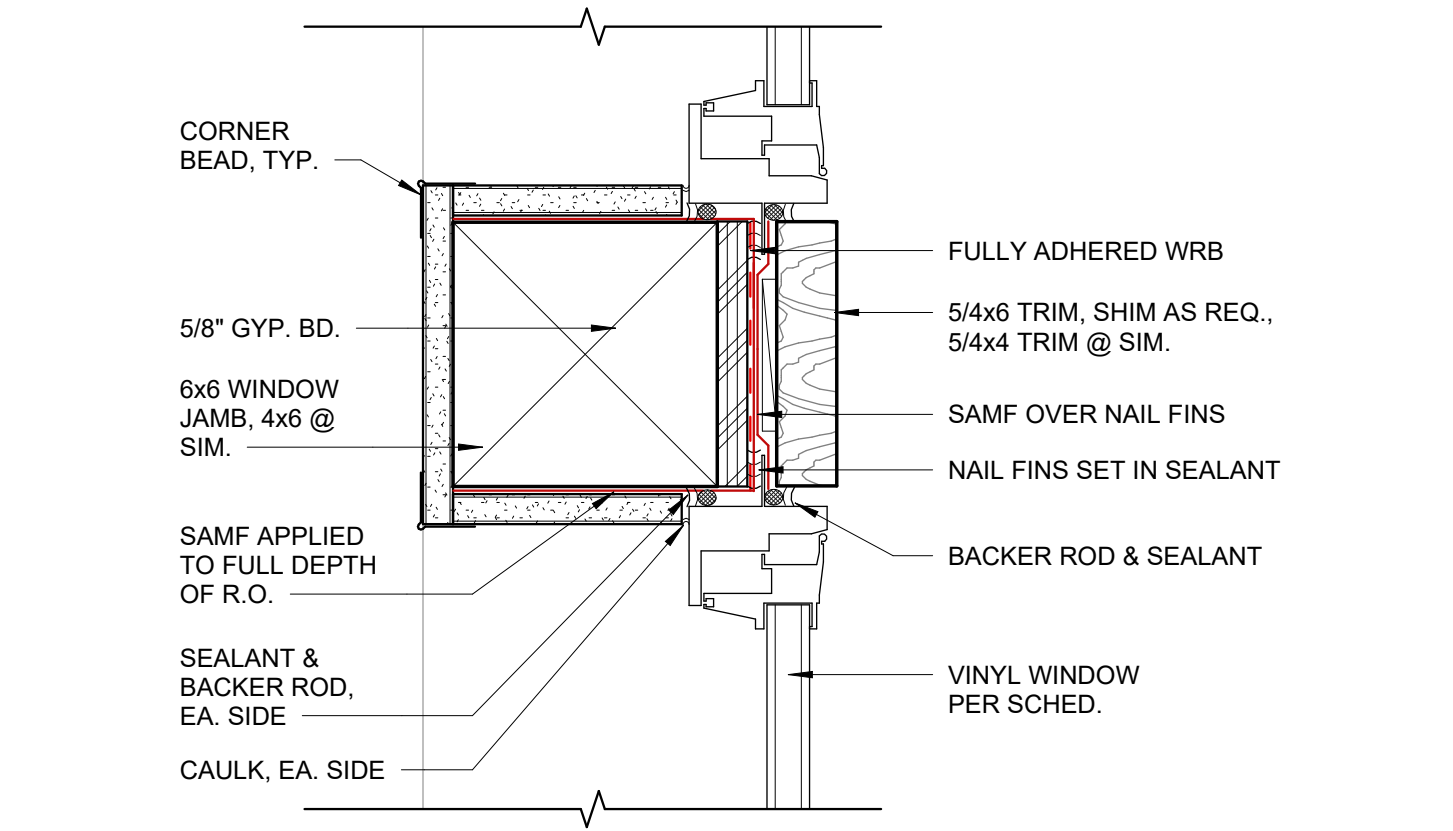 CORNER
BEAD, TYP.
5/8" GYP. BD.
6x6 WINDOW
JAMB, 4x6 @
SIM.
SAMF APPLIED
TO FULL DEPTH
OF R.O.
SEALANT &
BACKER ROD,
EA. SIDE
CAULK, EA. SIDE
FULLY ADHERED WRB
5/4x6 TRIM, SHIM AS REQ.,
5/4x4 TRIM @ SIM.
SAMF OVER NAIL FINS
NAIL FINS SET IN SEALANT
BACKER ROD & SEALANT
VINYL WINDOW
PER SCHED.